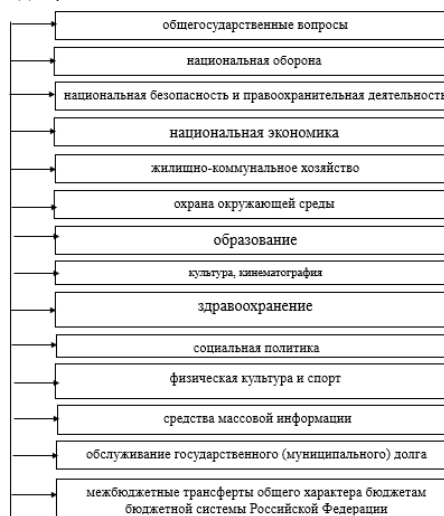 общегосударственные вопросы
национальная оборона
национальная безопасность и правоохранительная деятельность
национальная экономика
жилищно-коммунальное хозяйство
охрана окружающей среды
образование
культура, кинематография
здравоохранение
социальная политика
физическая культура и спорт
средства массовой информации
обслуживание государственного (муниципального) долга
межбюджетные трансферты общего характера бюджетам
бюджетной системы Российской Федерации